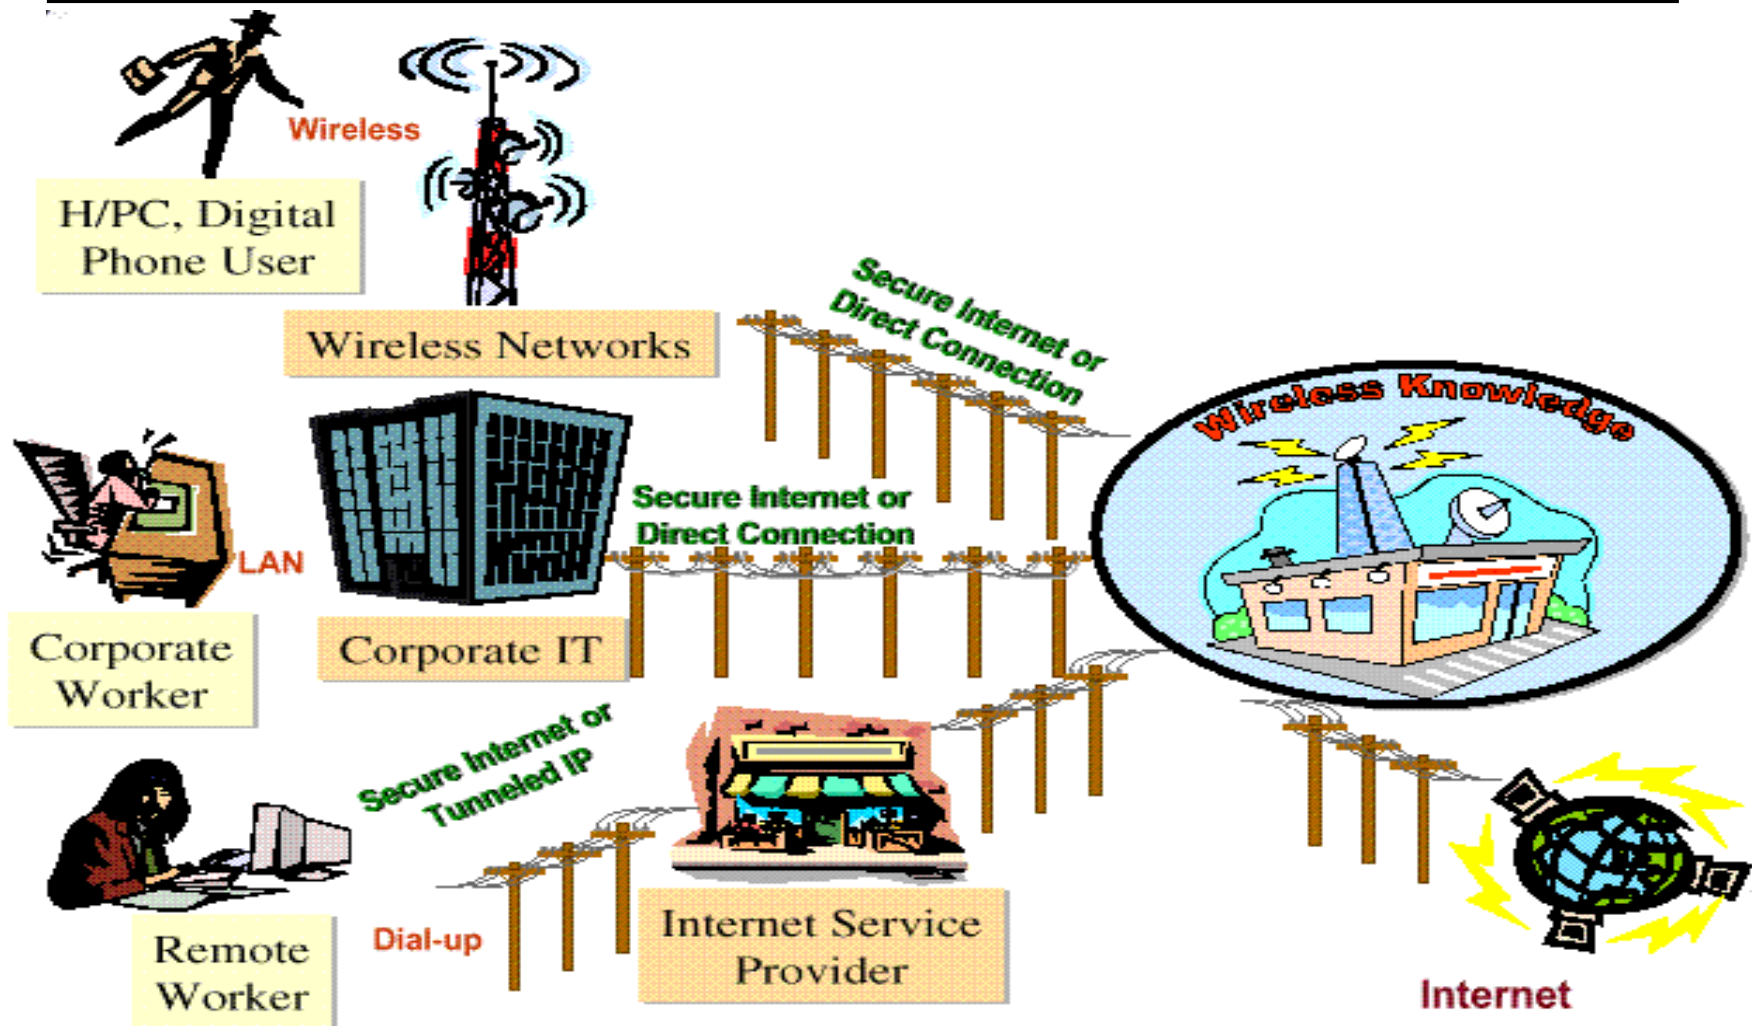 Wireless
H/PC, Digital
Phone User
Wireless Networks
Secure Internet or
Direct Connection
Wireless Knowledge
Secure Internet or
Direct Connection
LAN
Corporate
Worker
Corporate IT
Secure Internet or
Tunneled IP
Dial-up
Remote
Worker
Internet Service
Provider
Internet